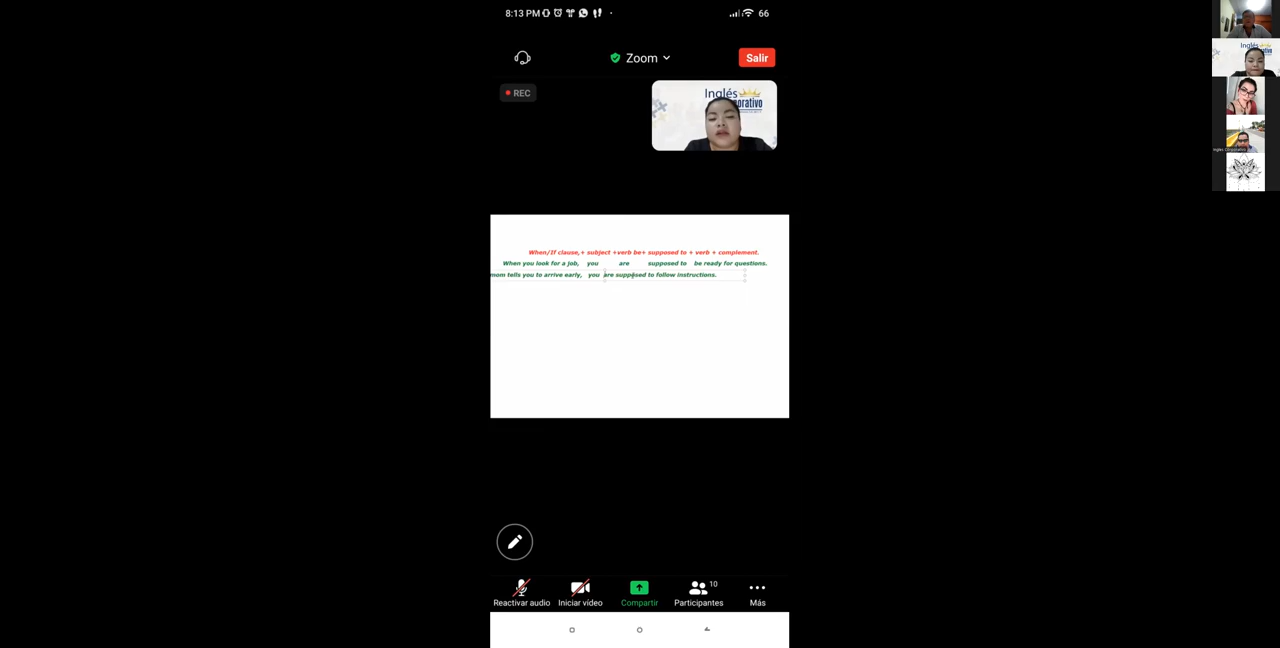 8:13 PM
66
Zoom
Salir
REC
Inglés
When/If clause,+ subject +verb be+ supposed to + verb + complement.
When you look for a job, you are supposed to be ready for questions.
mom tells you to arrive early, you are supposed to follow instructions.
10
Reactivar audio
Iniciar vídeo
Compartir
Participantes
Más
Inglés